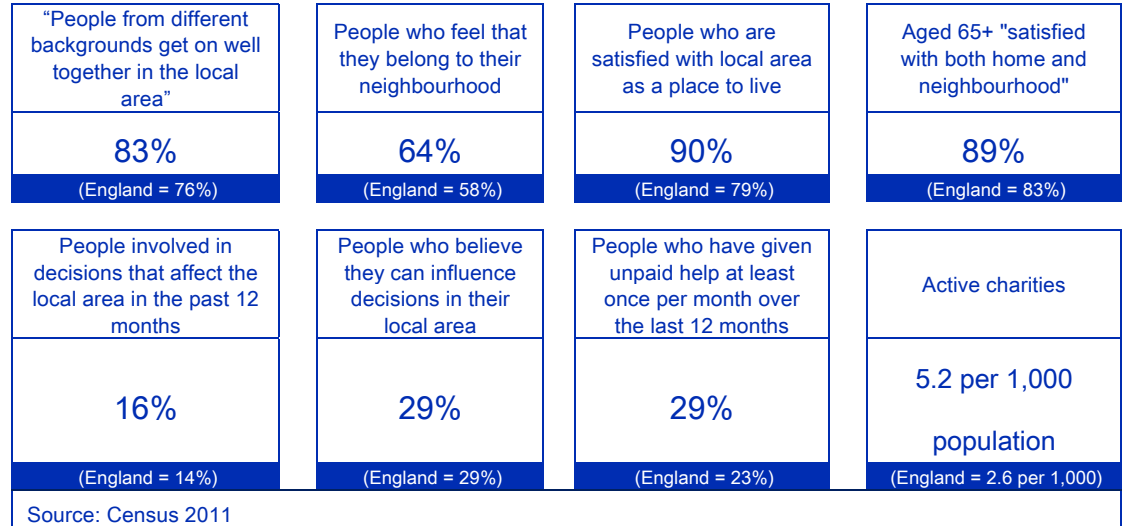 “People from different
backgrounds get on well
together in the local
area”
83%
(England = 76%)
People who feel that
they belong to their
neighbourhood
64%
(England = 58%)
People who are
satisfied with local area
as a place to live
90%
(England = 79%)
Aged 65+ "satisfied
with both home and
neighbourhood"
89%
(England = 83%)
People involved in
decisions that affect the
local area in the past 12
months
16%
(England = 14%)
People who believe
they can influence
decisions in their
local area
29%
(England = 29%)
People who have given
unpaid help at least
once per month over
the last 12 months
29%
(England = 23%)
Active charities
5.2 per 1,000
population
(England = 2.6 per 1,000)
Source: Census 2011